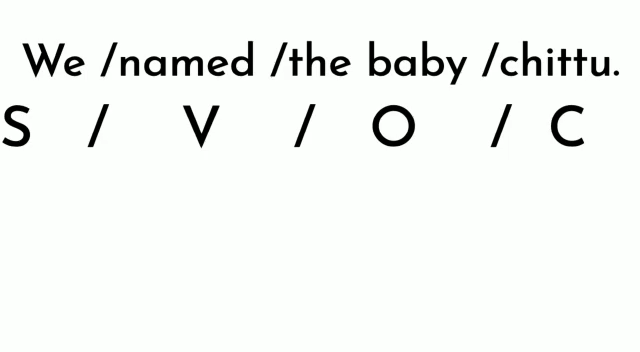 We /named /the baby /chittu.
S / V / O / C